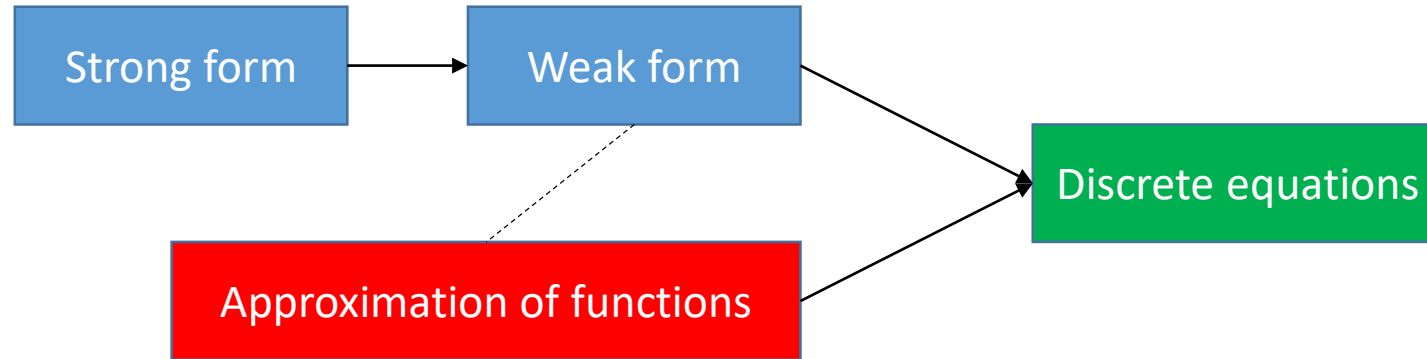 Strong form
Weak form
Discrete equations
Approximation of functions